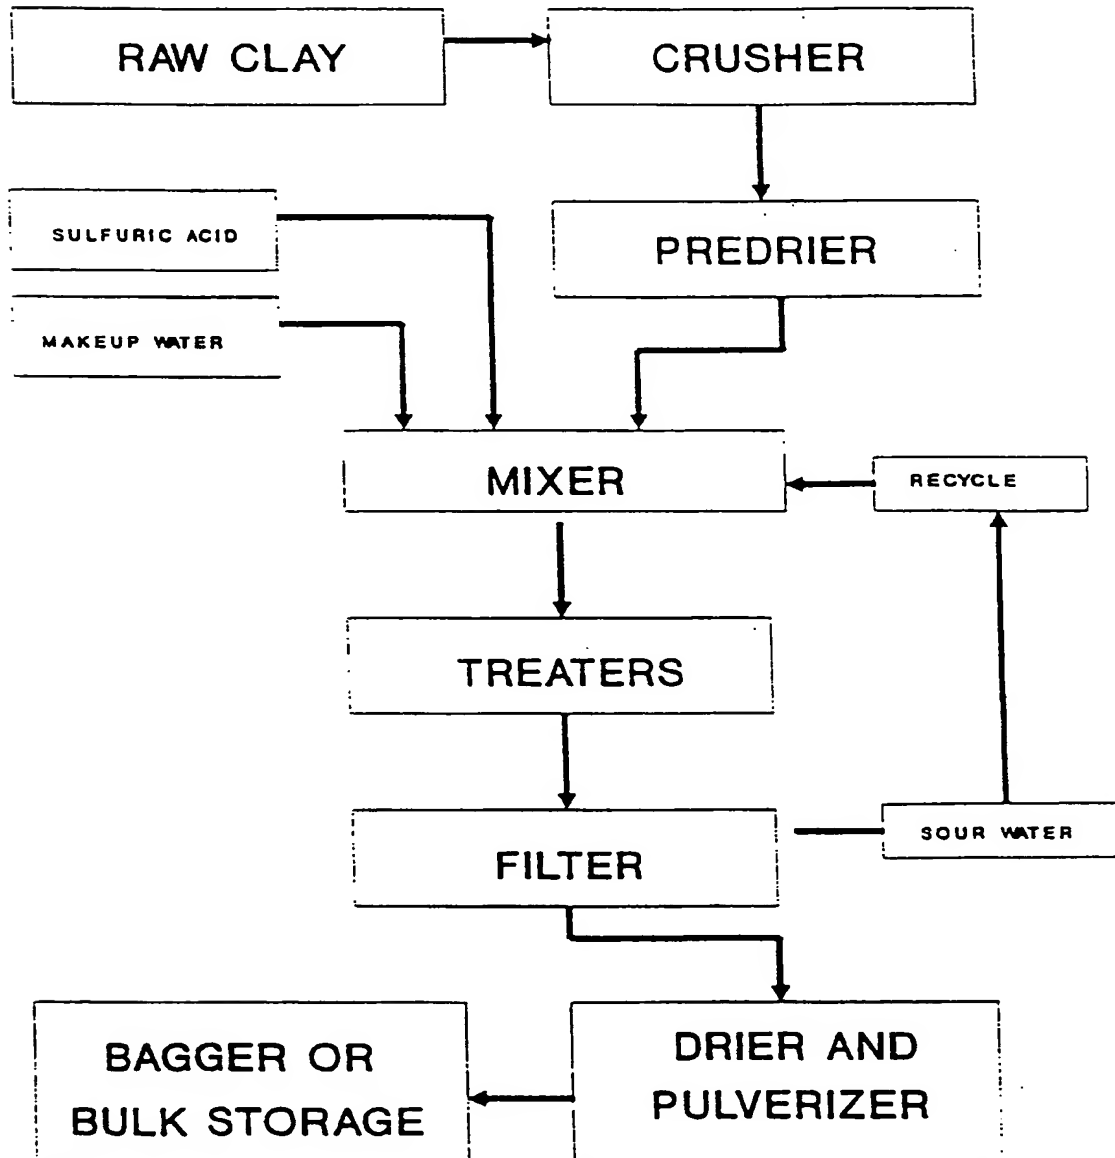 RAW CLAY
CRUSHER
SULFURIC ACID
PREDRIER
MAKEUP WATER
MIXER
RECYCLE
TREATERS
SOUR WATER
FILTER
BAGGER OR
BULK STORAGE
DRIER AND
PULVERIZER